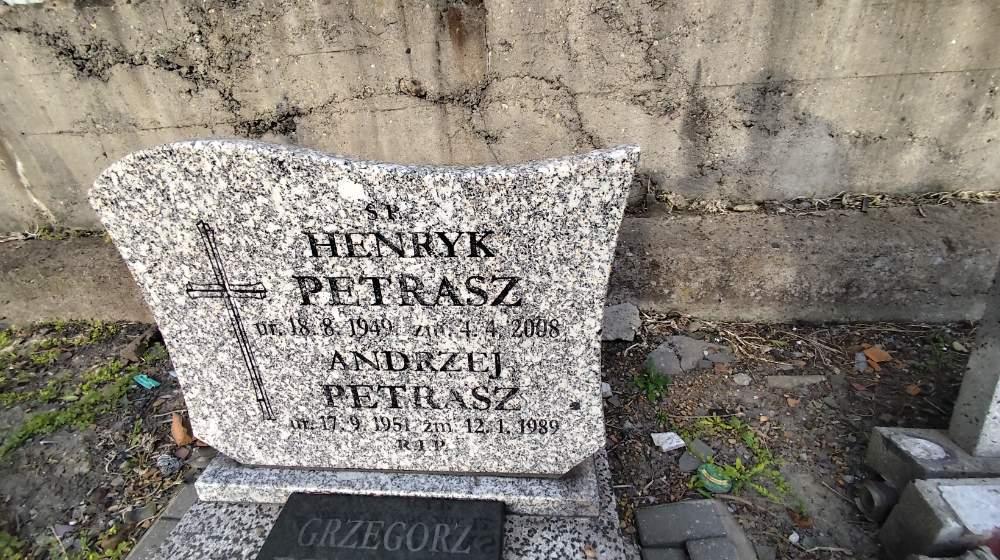 Ś.P.
HENRYK
PETRASZ
ur. 18. 8. 1949 zm. 4. 4. 2008
ANDRZEJ
PETRASZ
ur. 17. 9. 1951 zm. 12. 1. 1989
R.I.P.
GRZEGORZ